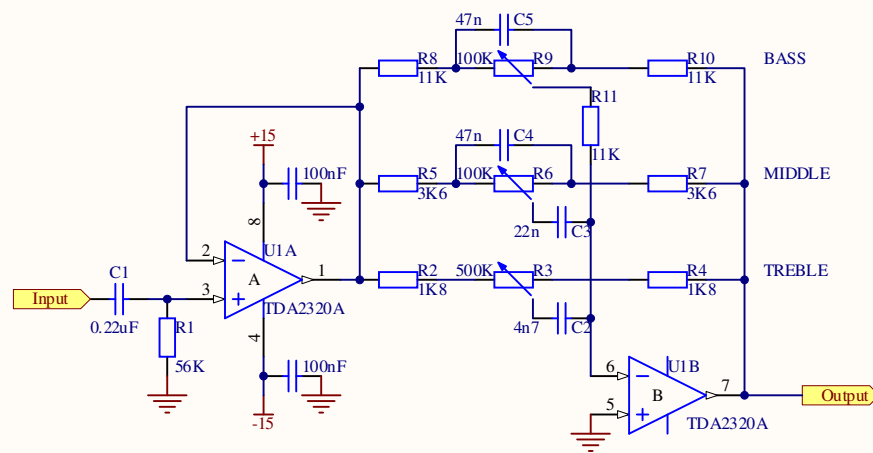 47n C5
100K R9
R8
11K
R10
11K
BASS
R11
11K
47n C4
100K R6
R5
3K6
R7
3K6
MIDDLE
22n C3
+15
100nF
8
U1A
2
A
1
3
TDA2320A
4
C1
Input
0.22uF
R1
56K
100nF
-15
500K R3
R2
1K8
R4
1K8
TREBLE
4n7 C2
6
U1B
B
7
5
Output
TDA2320A